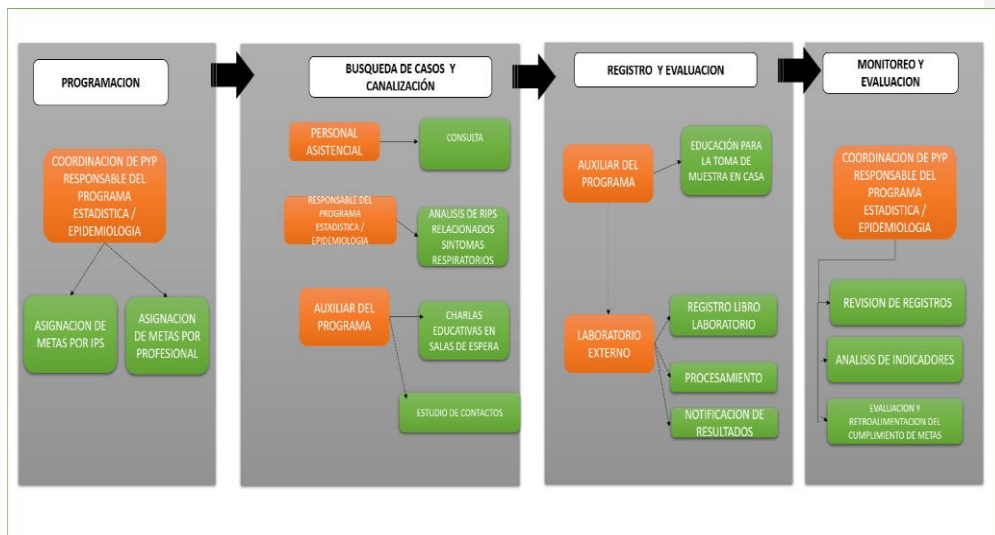 PROGRAMACION
COORDINACION DE PYP
RESPONSABLE DEL
PROGRAMA
ESTADISTICA /
EPIDEMIOLOGIA
ASIGNACION DE
METAS POR IPS
ASIGNACION
DE METAS POR
PROFESIONAL
BUSQUEDA DE CASOS Y
CANALIZACIÓN
PERSONAL
ASISTENCIAL
CONSULTA
RESPONSABLE DEL
PROGRAMA
ESTADISTICA /
EPIDEMIOLOGIA
ANALISIS DE RIPS
RELACIONADOS
SINTOMAS
RESPIRATORIOS
AUXILIAR DEL
PROGRAMA
CHARLAS
EDUCATIVAS EN
SALAS DE ESPERA
ESTUDIO DE CONTACTOS
REGISTRO Y EVALUACION
AUXILIAR DEL
PROGRAMA
EDUCACIÓN PARA
LA TOMA DE
MUESTRA EN CASA
LABORATORIO
EXTERNO
REGISTRO LIBRO
LABORATORIO
PROCESAMIENTO
NOTIFICACION DE
RESULTADOS
MONITOREO Y
EVALUACION
COORDINACION DE PYP
RESPONSABLE DEL
PROGRAMA
ESTADISTICA /
EPIDEMIOLOGIA
REVISION DE REGISTROS
ANALISIS DE INDICADORES
EVALUACION Y
RETROALIMENTACION DEL
CUMPLIMIENTO DE METAS